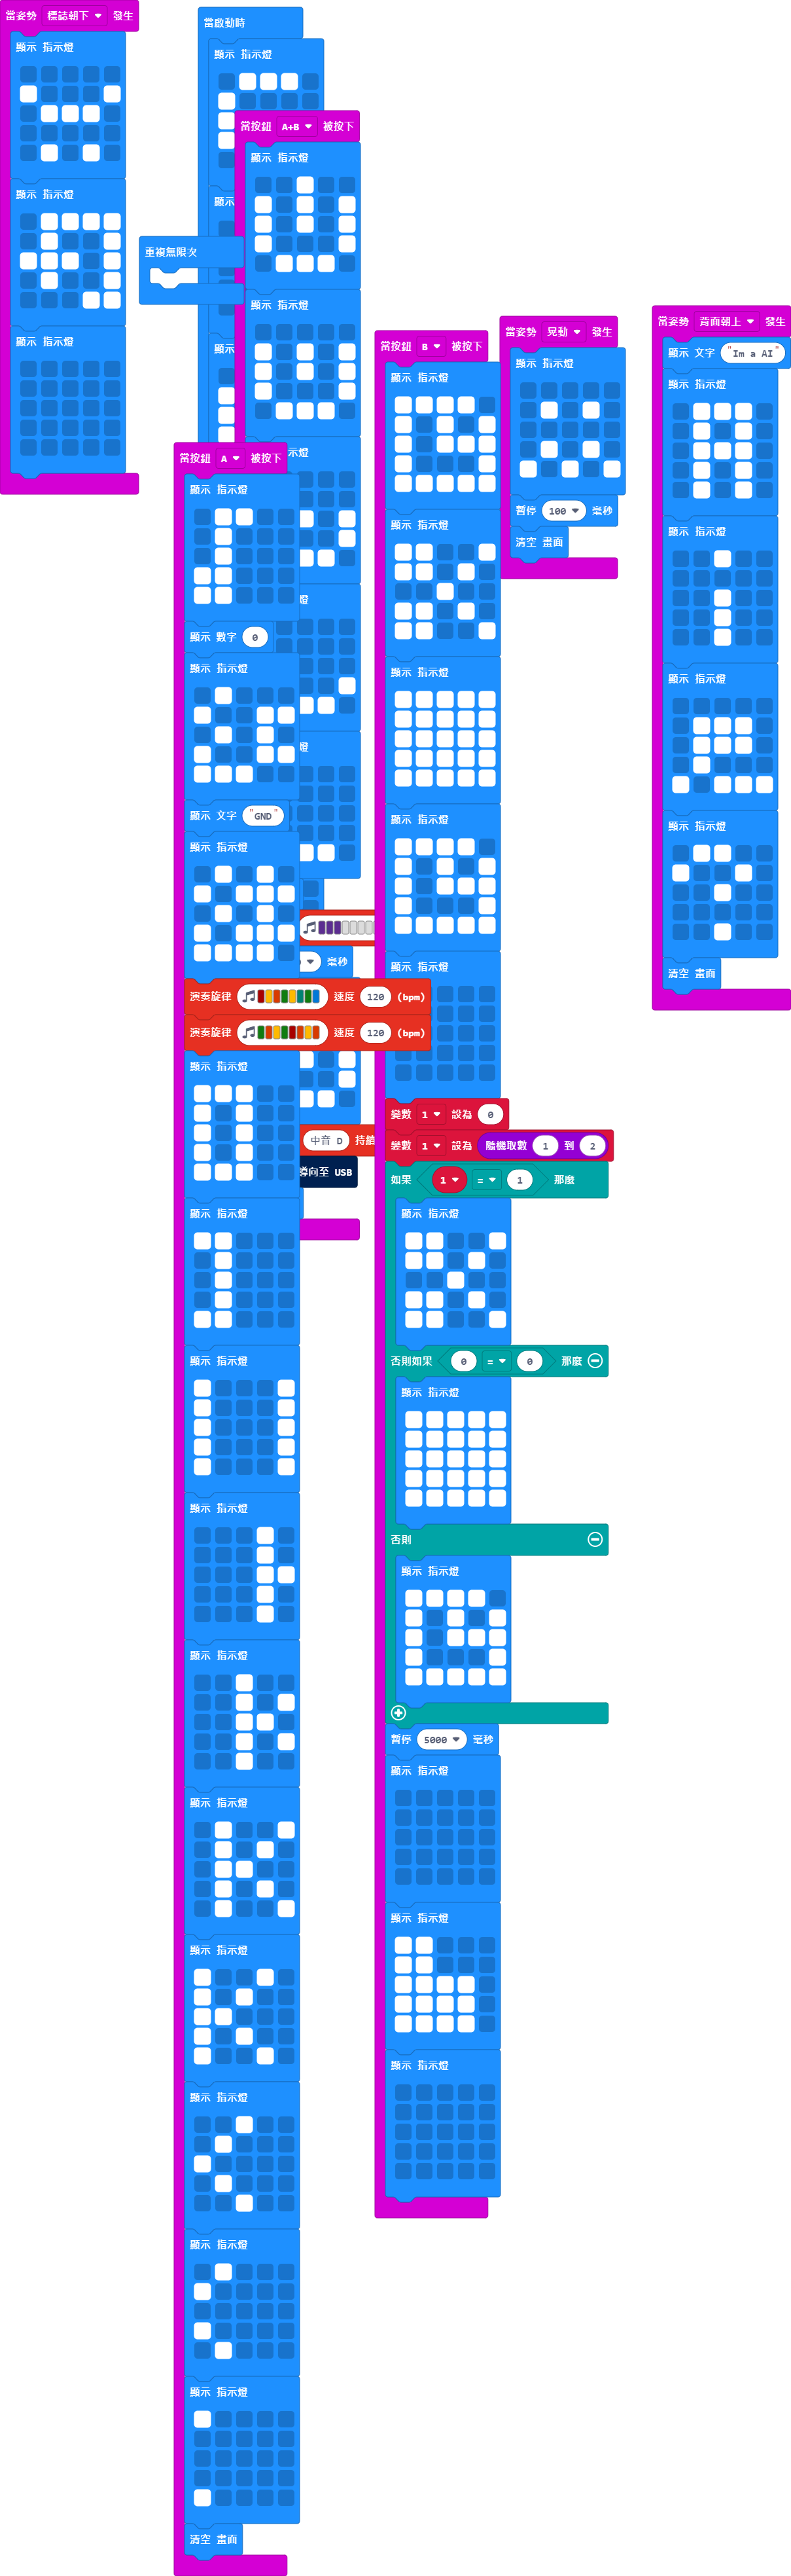 當姿勢 標誌朝下 發生
顯示 指示燈
顯示 指示燈
顯示 指示燈
當啟動時
顯示 指示燈
顯示
顯示
重複無限次
當按鈕 A+B 被按下
顯示 指示燈
顯示 指示燈
示燈
毫秒
中音 D 持續
導向至 USB
當按鈕 A 被按下
顯示 指示燈
顯示 數字 0
顯示 指示燈
顯示 文字 "GND"
顯示 指示燈
演奏旋律 速度 120 (bpm)
演奏旋律 速度 120 (bpm)
顯示 指示燈
顯示 指示燈
顯示 指示燈
顯示 指示燈
顯示 指示燈
顯示 指示燈
顯示 指示燈
顯示 指示燈
顯示 指示燈
顯示 指示燈
清空 畫面
當按鈕 B 被按下
顯示 指示燈
顯示 指示燈
顯示 指示燈
顯示 指示燈
顯示 指示燈
變數 1 設為 0
變數 1 設為 隨機取數 1 到 2
如果 1 = 1 那麼
顯示 指示燈
否則如果 0 = 0 那麼
顯示 指示燈
否則
顯示 指示燈
暫停 5000 毫秒
顯示 指示燈
顯示 指示燈
顯示 指示燈
當姿勢 晃動 發生
顯示 指示燈
暫停 100 毫秒
清空 畫面
當姿勢 背面朝上 發生
顯示 文字 "Im a AI"
顯示 指示燈
顯示 指示燈
顯示 指示燈
顯示 指示燈
清空 畫面